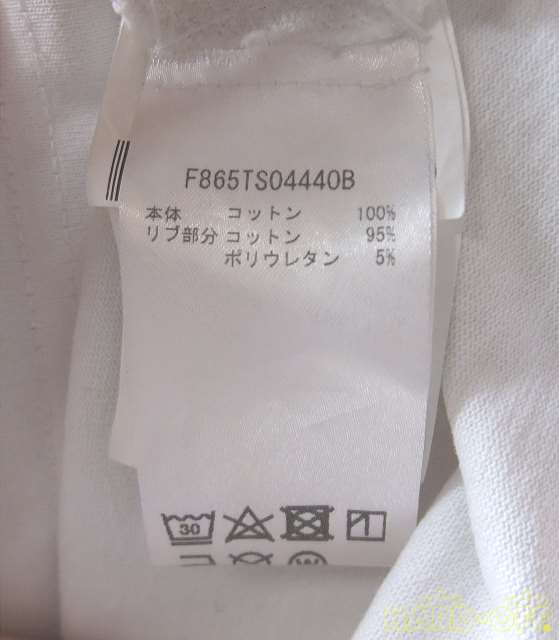 F865TS04440B
本体 コットン 100%
リブ部分 コットン 95%
ポリウレタン 5%
30
W